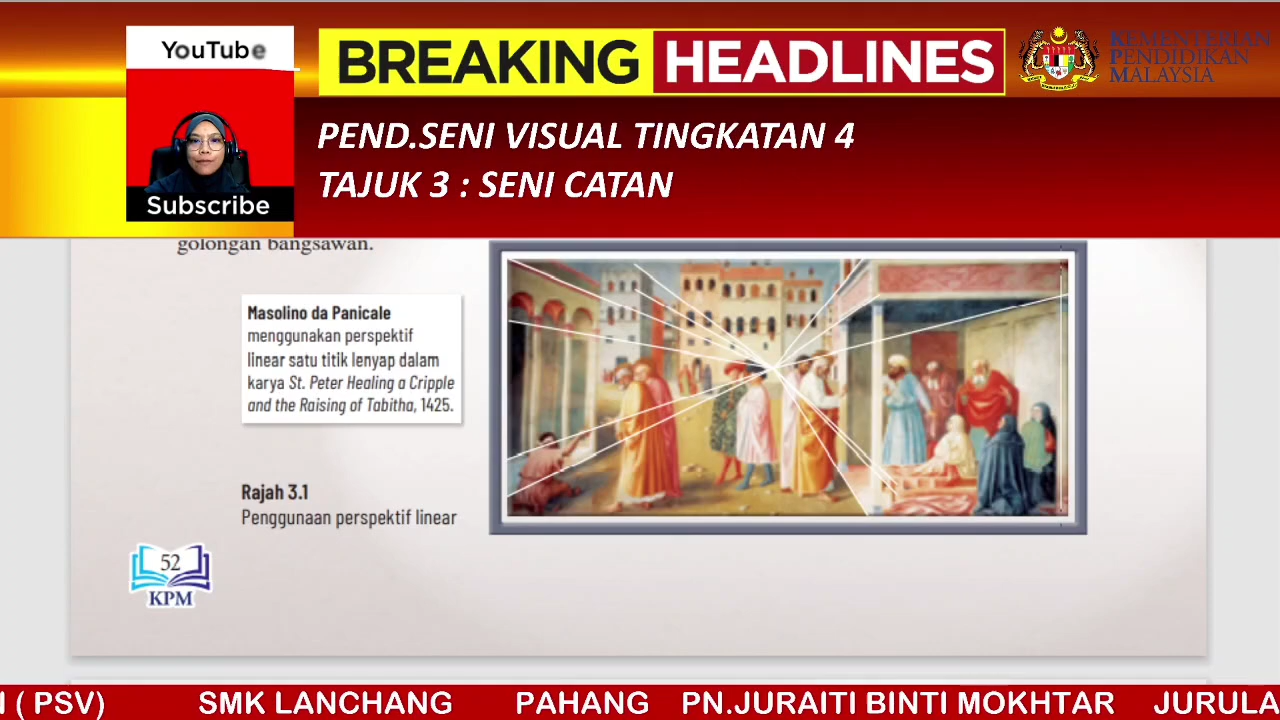 YouTube
Subscribe
BREAKING HEADLINES
KEMENTERIAN
PENDIDIKAN
MALAYSIA
PEND.SENI VISUAL TINGKATAN 4
TAJUK 3 : SENI CATAN
golongan bangsawan.
Masolino da Panicale
menggunakan perspektif
linear satu titik lenyap dalam
karya St. Peter Healing a Cripple
and the Raising of Tabitha, 1425.
Rajah 3.1
Penggunaan perspektif linear
52
KPM
( PSV) SMK LANCHANG PAHANG PN.JURAITI BINTI MOKHTAR JURULA